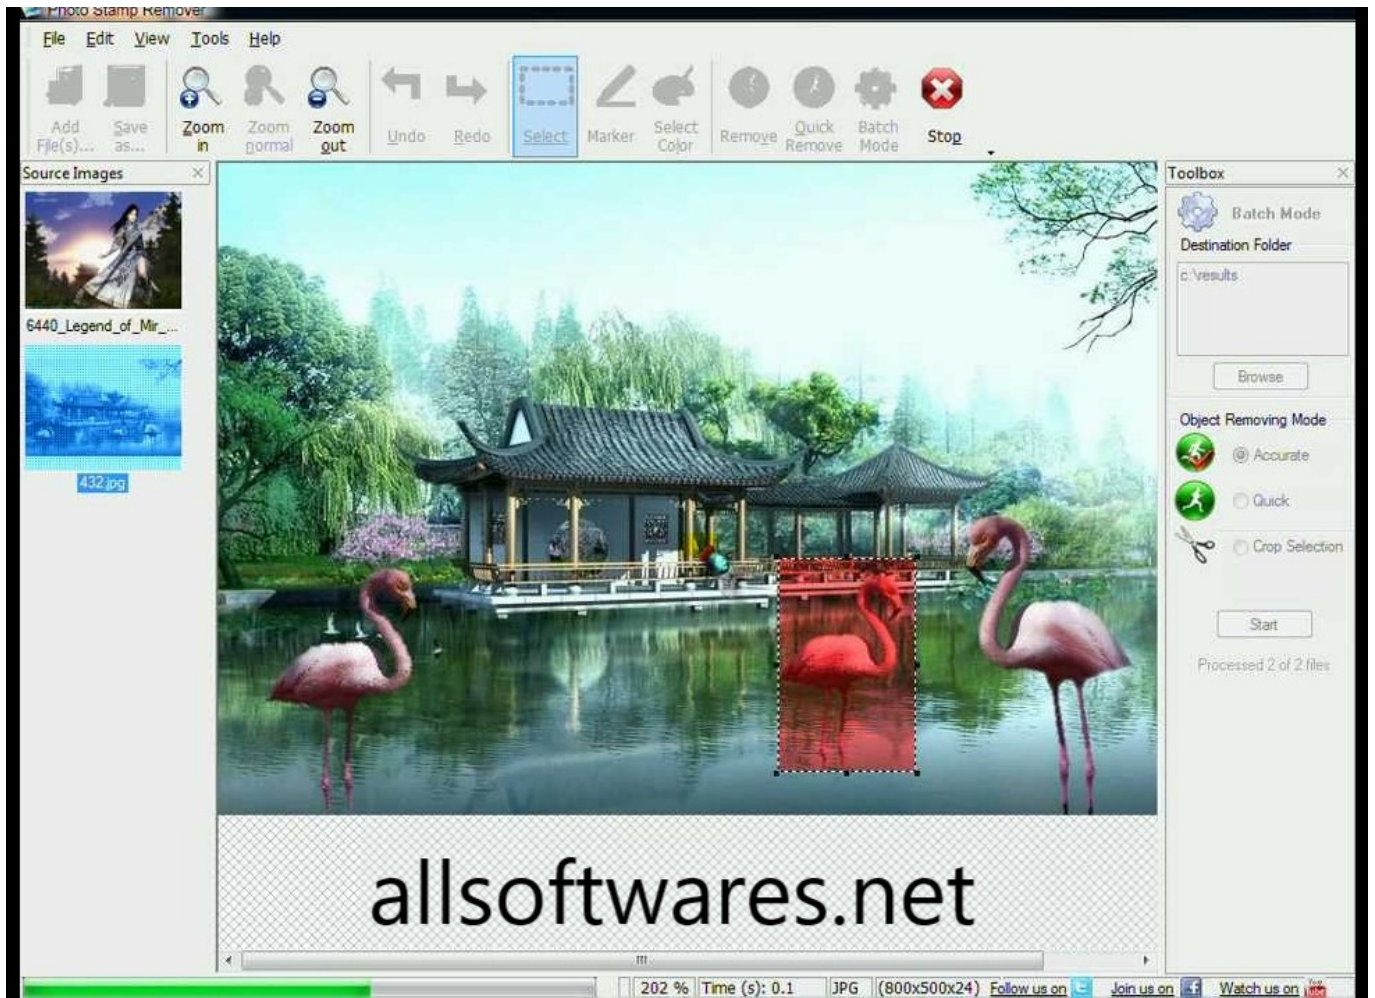 Photo Stamp Remover
File Edit View Tools Help
Add File(s)...
Save as...
Zoom in
Zoom normal
Zoom out
Undo
Redo
Select
Marker
Select Color
Remove
Quick Remove
Batch Mode
Stop
Source Images
6440_Legend_of_Mir_...
432.jpg
Toolbox
Batch Mode
Destination Folder
c:\results
Browse
Object Removing Mode
Accurate
Quick
Crop Selection
Start
Processed 2 of 2 files
allsoftwares.net
202 % Time (s): 0.1 JPG (800x500x24) Follow us on Join us on Watch us on